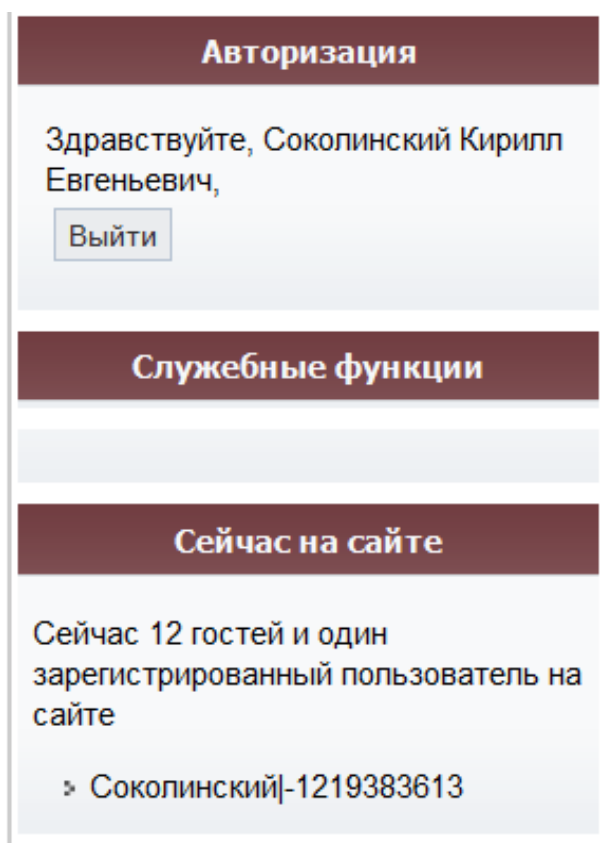 Авторизация
Здравствуйте, Соколинский Кирилл
Евгеньевич,
Выйти
Служебные функции
Сейчас на сайте
Сейчас 12 гостей и один
зарегистрированный пользователь на
сайте
Соколинский|-1219383613